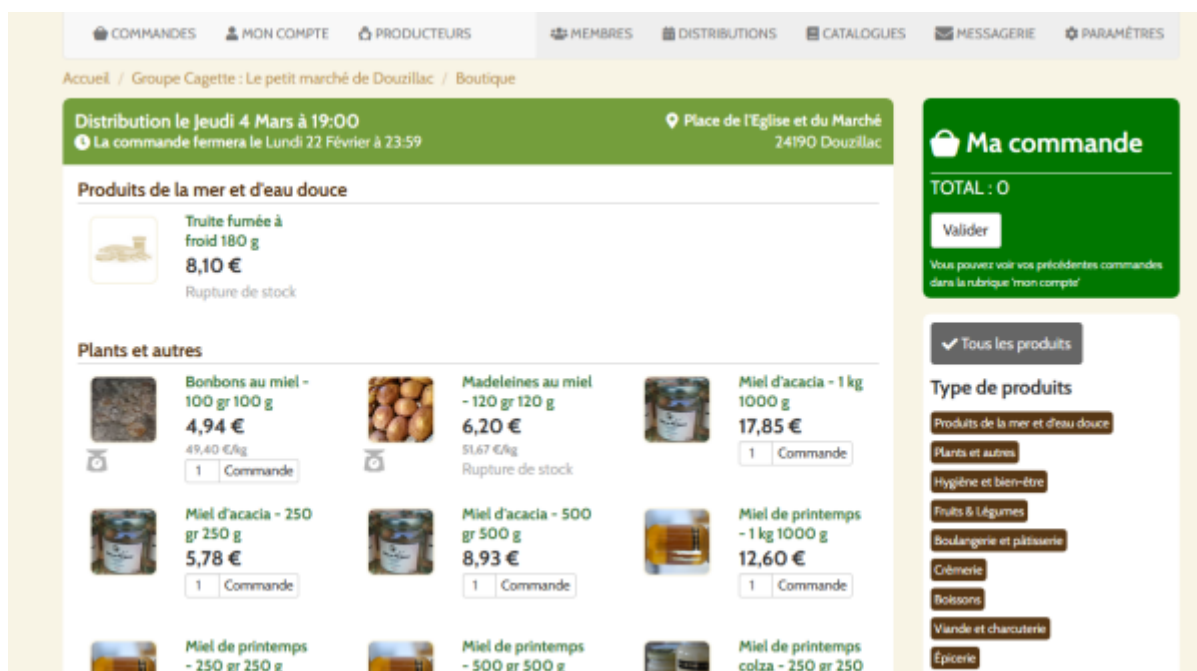 COMMANDES MON COMPTE PRODUCTEURS MEMBRES DISTRIBUTIONS CATALOGUES MESSAGERIE PARAMÈTRES
Accueil / Groupe Cagette : Le petit marché de Douzillac / Boutique
Distribution le Jeudi 4 Mars à 19:00
La commande fermera le Lundi 22 Février à 23:59
Place de l'Eglise et du Marché
24190 Douzillac
Produits de la mer et d'eau douce
Truite fumée à
froid 180 g
8,10 €
Rupture de stock
Plants et autres
Bonbons au miel -
100 gr 100 g
4,94 €
49,40 €/kg
1 Commande
Madeleines au miel
- 120 gr 120 g
6,20 €
51,67 €/kg
Rupture de stock
Miel d'acacia - 1 kg
1000 g
17,85 €
1 Commande
Miel d'acacia - 250
gr 250 g
5,78 €
1 Commande
Miel d'acacia - 500
gr 500 g
8,93 €
1 Commande
Miel de printemps
- 1 kg 1000 g
12,60 €
1 Commande
Miel de printemps
- 250 gr 250 g
Miel de printemps
- 500 gr 500 g
Miel de printemps
colza - 250 gr 250
Ma commande
TOTAL : 0
Valider
Vous pouvez voir vos précédentes commandes
dans la rubrique 'mon compte'
Tous les produits
Type de produits
Produits de la mer et d'eau douce
Plants et autres
Hygiène et bien-être
Fruits & Légumes
Boulangerie et pâtisserie
Crèmerie
Boissons
Viande et charcuterie
Épicerie